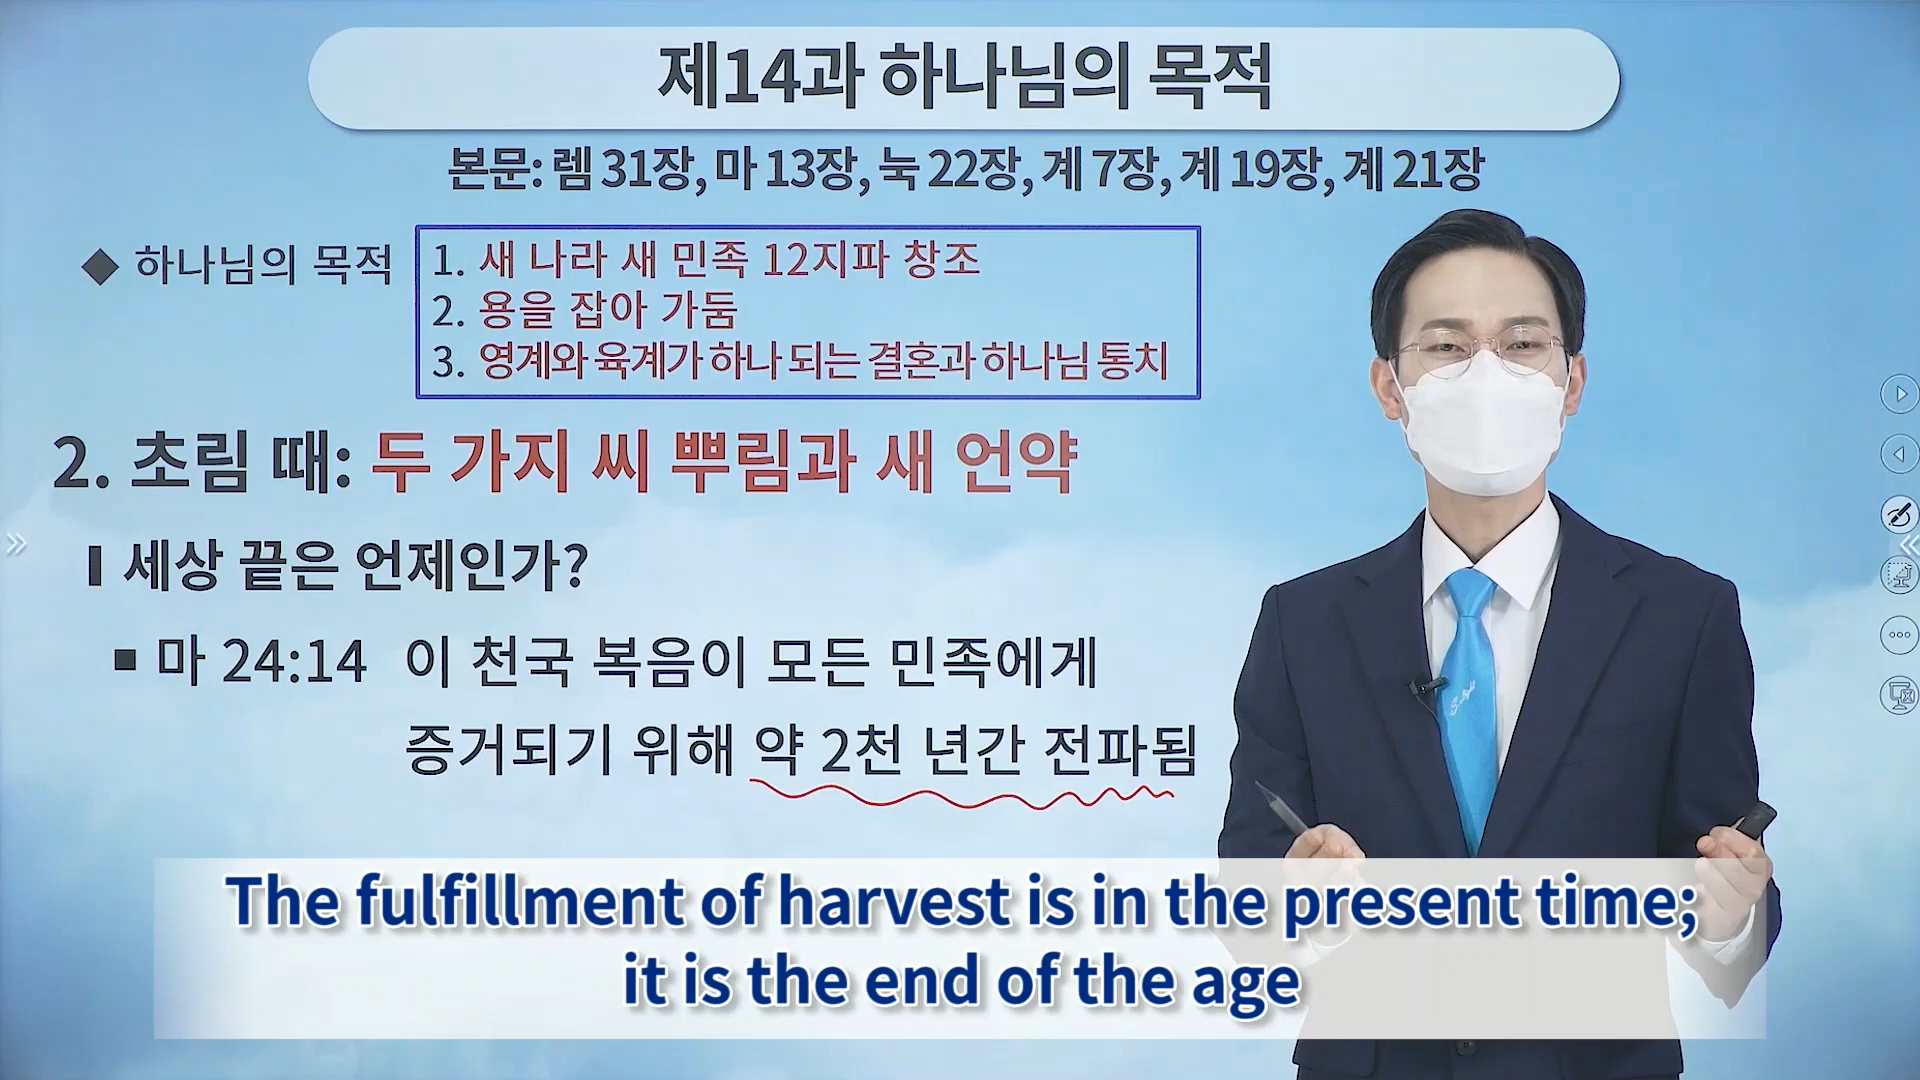 제14과 하나님의 목적
본문: 렘 31장, 마 13장, 눅 22장, 계 7장, 계 19장, 계 21장
◆ 하나님의 목적
1. 새 나라 새 민족 12지파 창조
2. 용을 잡아 가둠
3. 영계와 육계가 하나 되는 결혼과 하나님 통치
2. 초림 때: 두 가지 씨 뿌림과 새 언약
세상 끝은 언제인가?
■ 마 24:14 이 천국 복음이 모든 민족에게
증거되기 위해 약 2천 년간 전파됨
The fulfillment of harvest is in the present time;
it is the end of the age